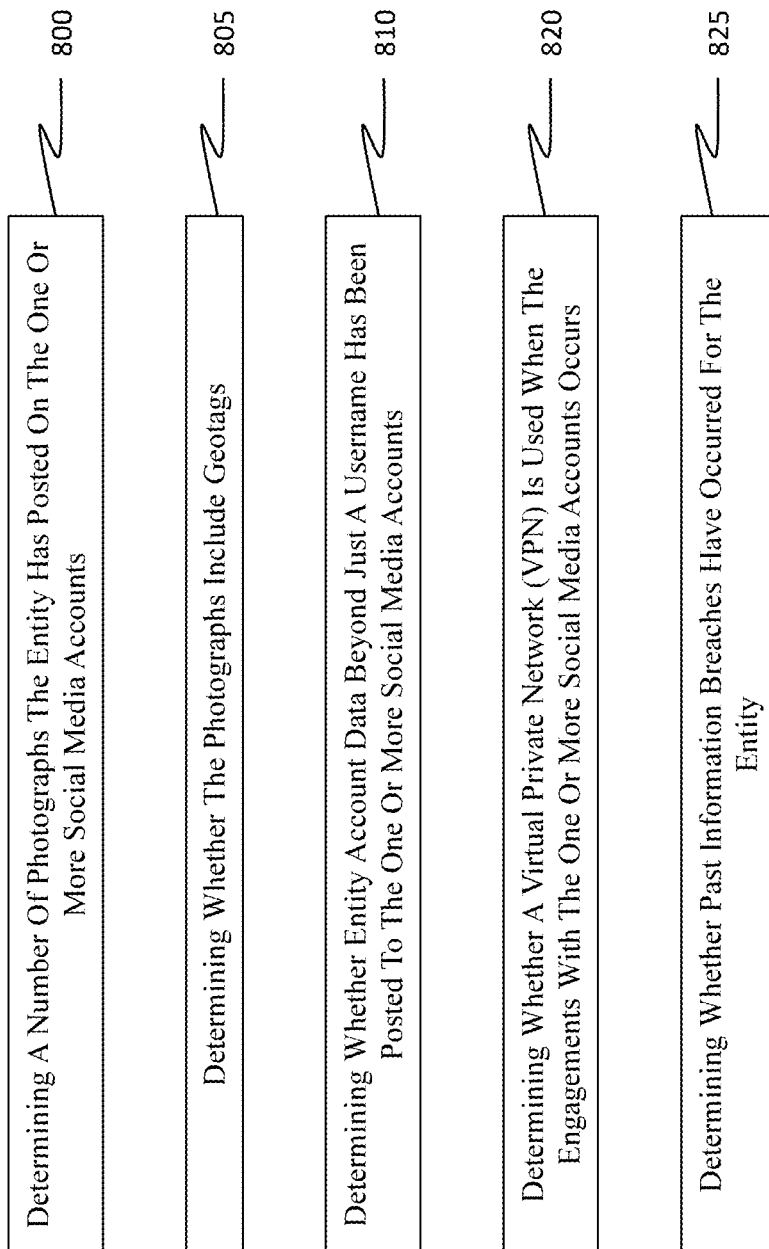 Determining A Number Of Photographs The Entity Has Posted On The One Or
More Social Media Accounts
800
Determining Whether The Photographs Include Geotags
805
Determining Whether Entity Account Data Beyond Just A Username Has Been
Posted To The One Or More Social Media Accounts
810
Determining Whether A Virtual Private Network (VPN) Is Used When The
Engagements With The One Or More Social Media Accounts Occurs
820
Determining Whether Past Information Breaches Have Occurred For The
Entity
825